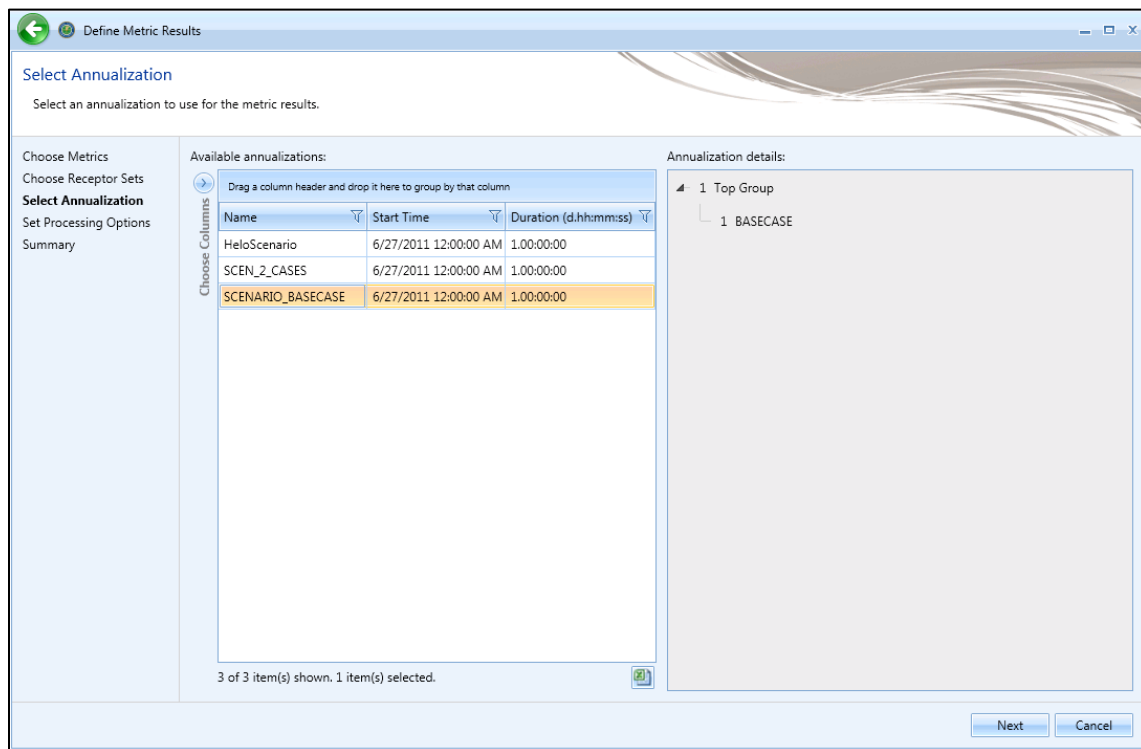 Define Metric Results
Select Annualization
Select an annualization to use for the metric results.
Choose Metrics
Choose Receptor Sets
Select Annualization
Set Processing Options
Summary
Available annualizations:
Choose Columns
Drag a column header and drop it here to group by that column
Name Start Time Duration (d.hh:mm:ss)
HeloScenario 6/27/2011 12:00:00 AM 1.00:00:00
SCEN_2_CASES 6/27/2011 12:00:00 AM 1.00:00:00
SCENARIO_BASECASE 6/27/2011 12:00:00 AM 1.00:00:00
3 of 3 item(s) shown. 1 item(s) selected.
Annualization details:
1 Top Group
1 BASECASE
Next Cancel